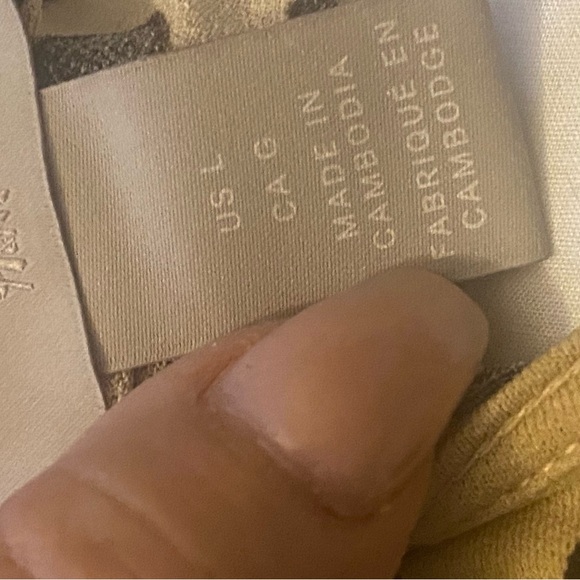 US L
CA G
MADE IN
CAMBODIA
FABRIQUÉ EN
CAMBODGE